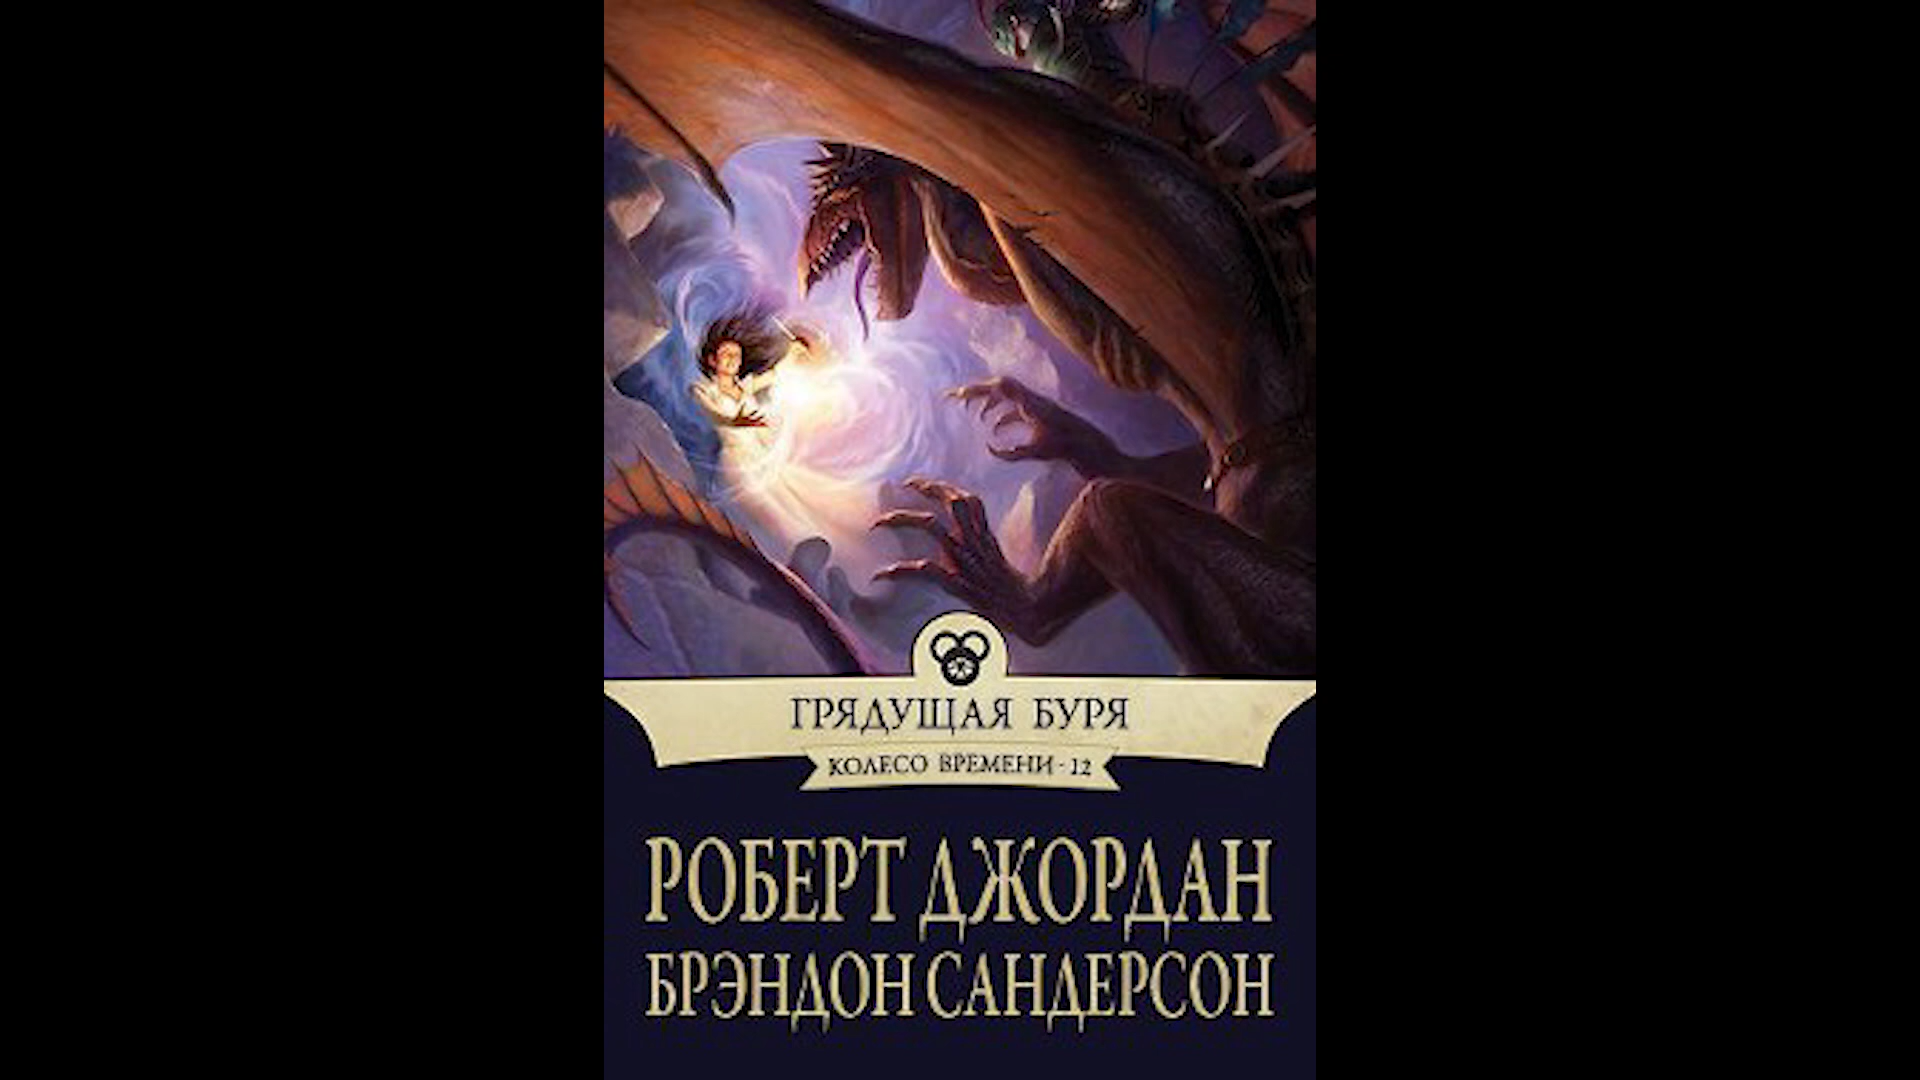 ГРЯДУЩАЯ БУРЯ
КОЛЕСО ВРЕМЕНИ - 12
РОБЕРТ ДЖОРДАН
БРЭНДОН САНДЕРСОН